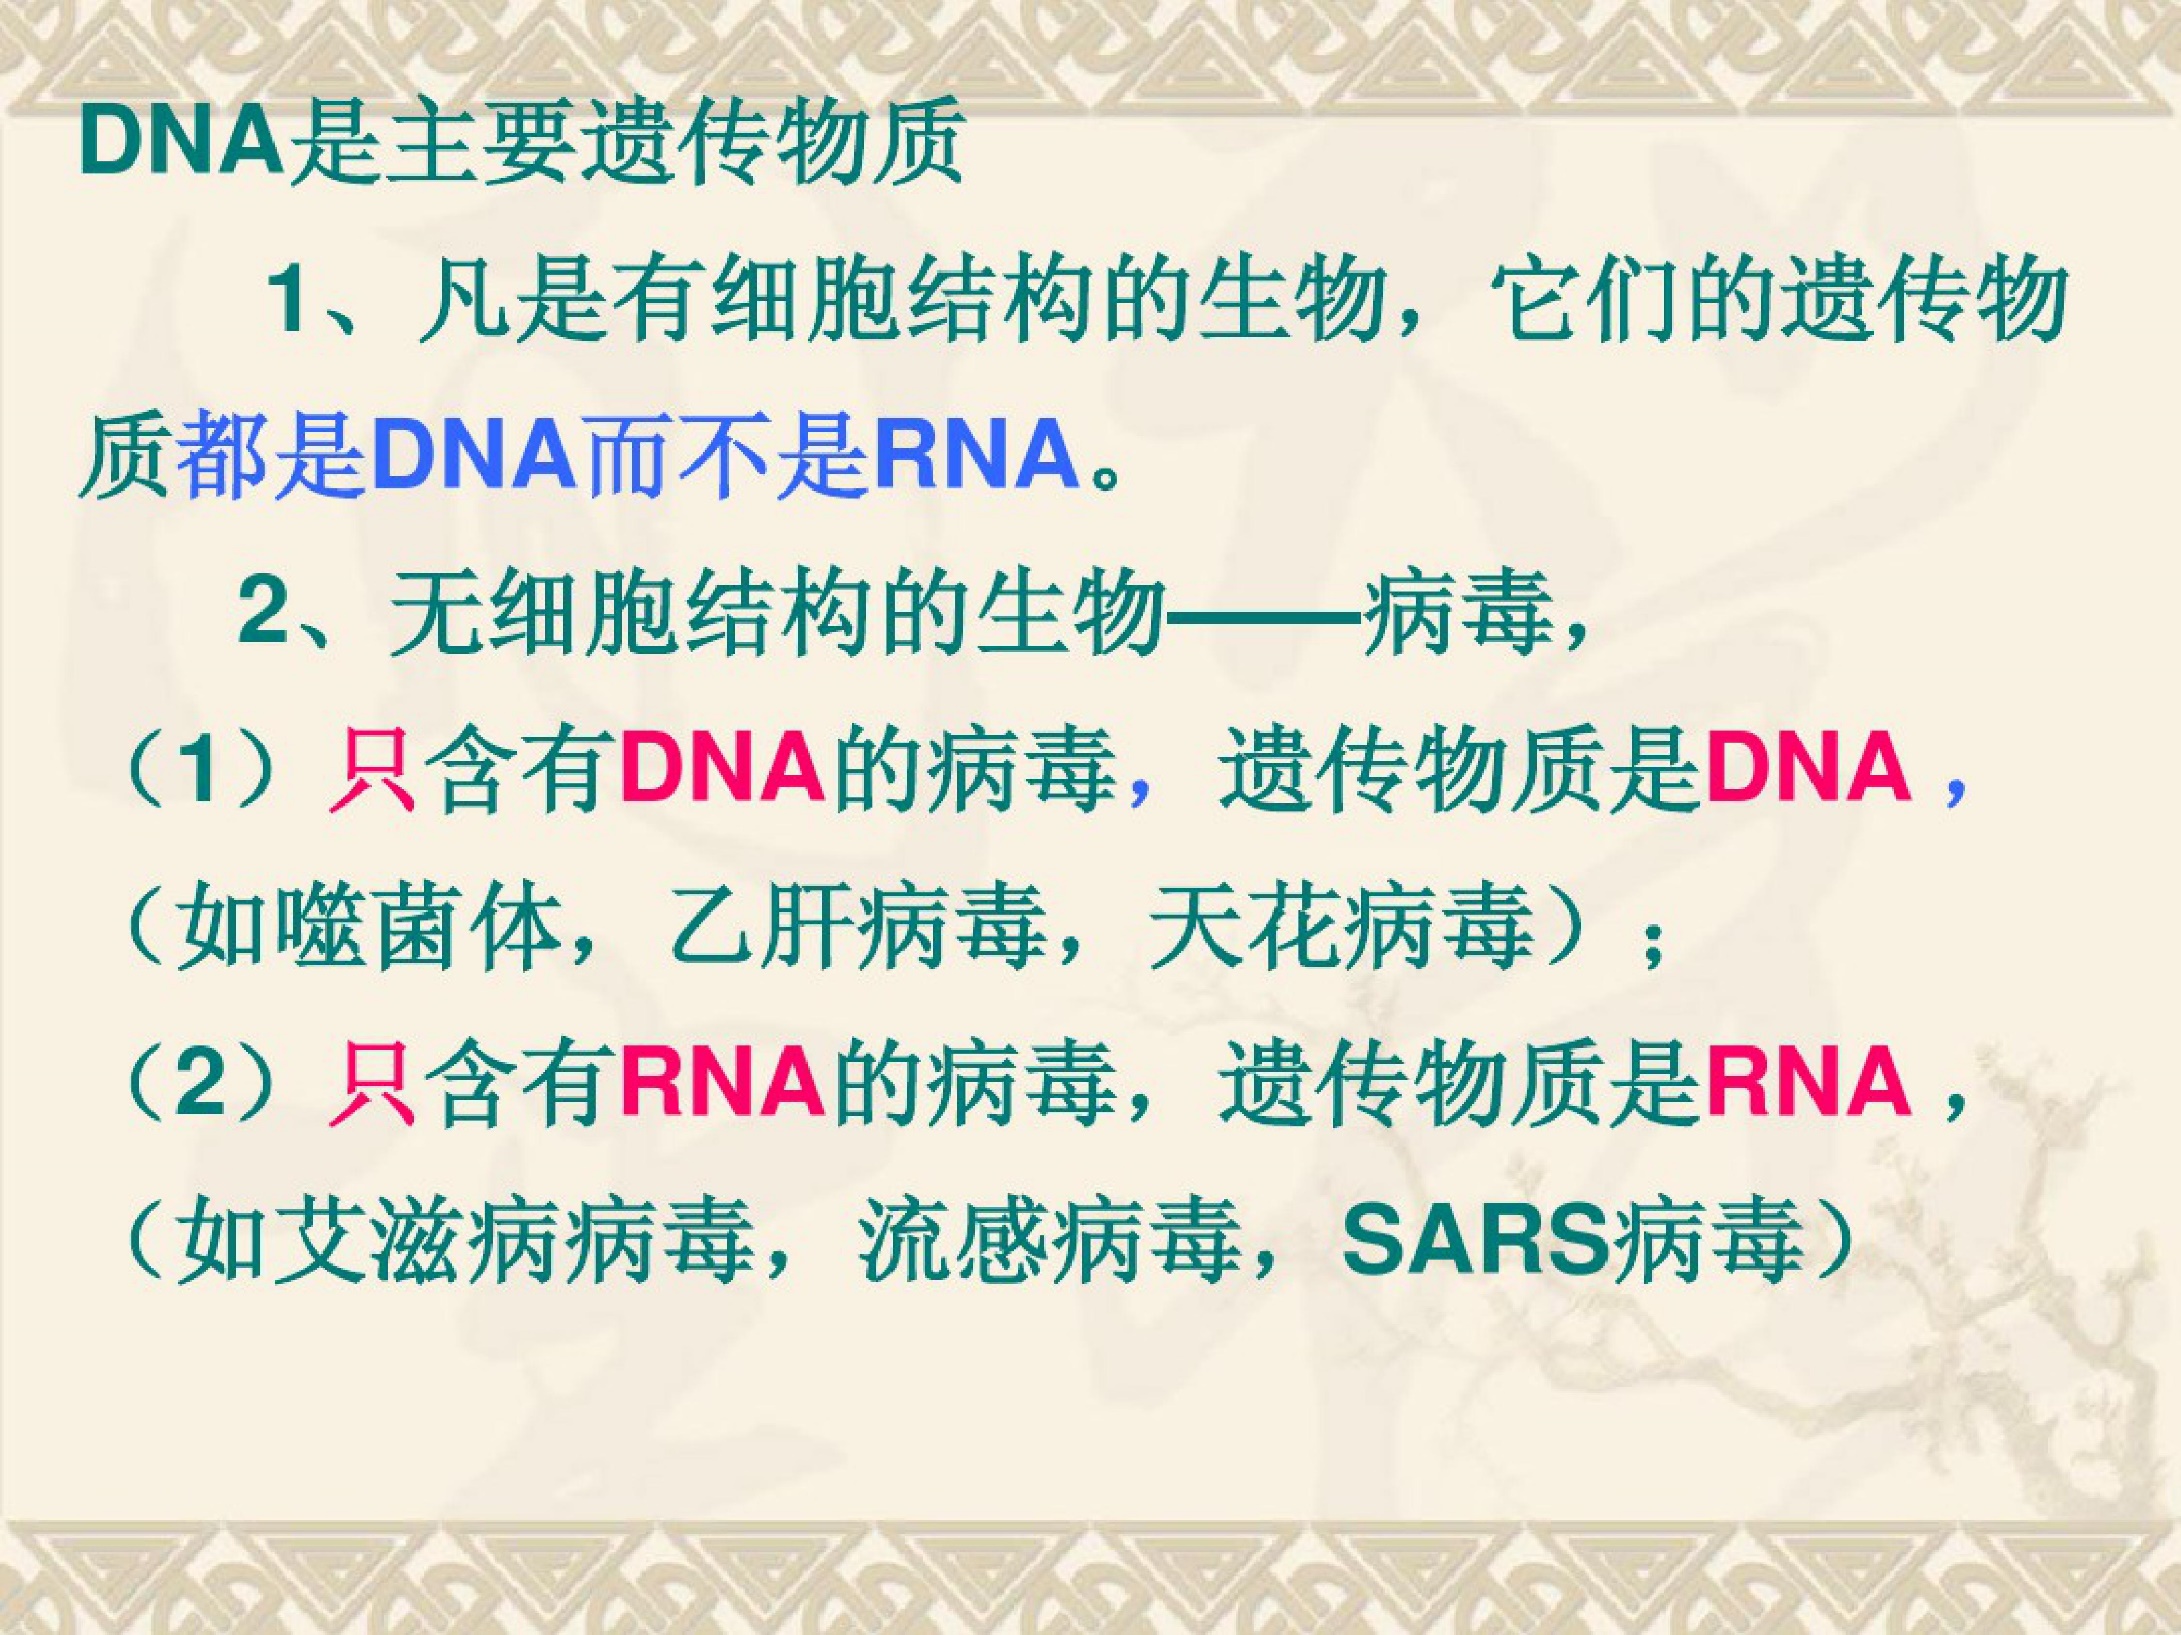 DNA是主要遗传物质
1、凡是有细胞结构的生物，它们的遗传物
质都是DNA而不是RNA。
2、无细胞结构的生物——病毒，
（1）只含有DNA的病毒，遗传物质是DNA，
（如噬菌体，乙肝病毒，天花病毒）；
（2）只含有RNA的病毒，遗传物质是RNA，
（如艾滋病病毒，流感病毒，SARS病毒）